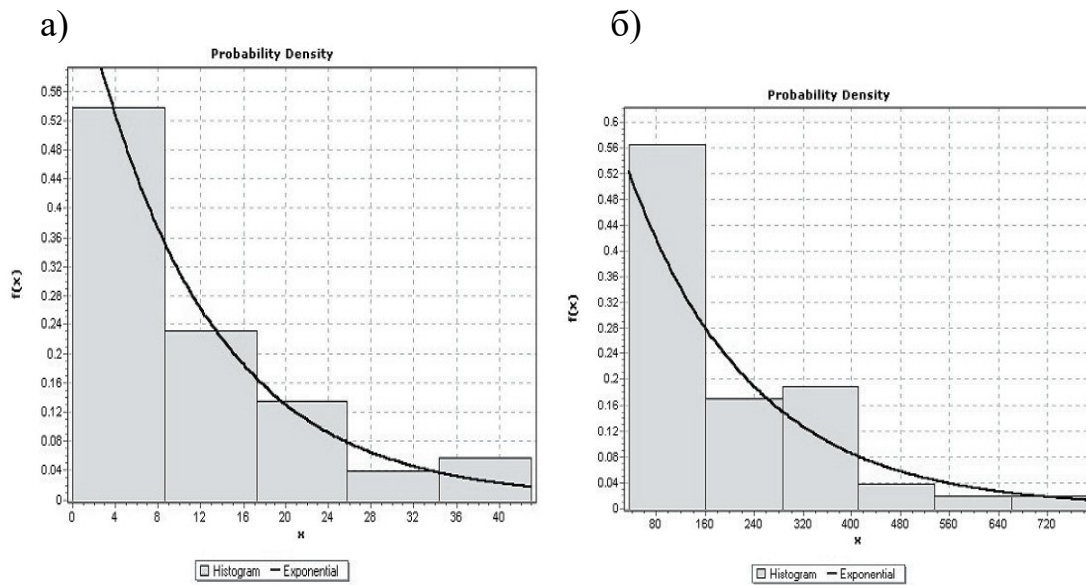 а)
Probability Density
0.56
0.52
0.48
0.44
0.4
0.36
0.32
0.28
0.24
0.2
0.16
0.12
0.08
0.04
0
f(x)
0 4 8 12 16 20 24 28 32 36 40
x
Histogram Exponential
б)
Probability Density
0.6
0.56
0.52
0.48
0.44
0.4
0.36
0.32
0.28
0.24
0.2
0.16
0.12
0.08
0.04
0
f(x)
80 160 240 320 400 480 560 640 720
x
Histogram Exponential